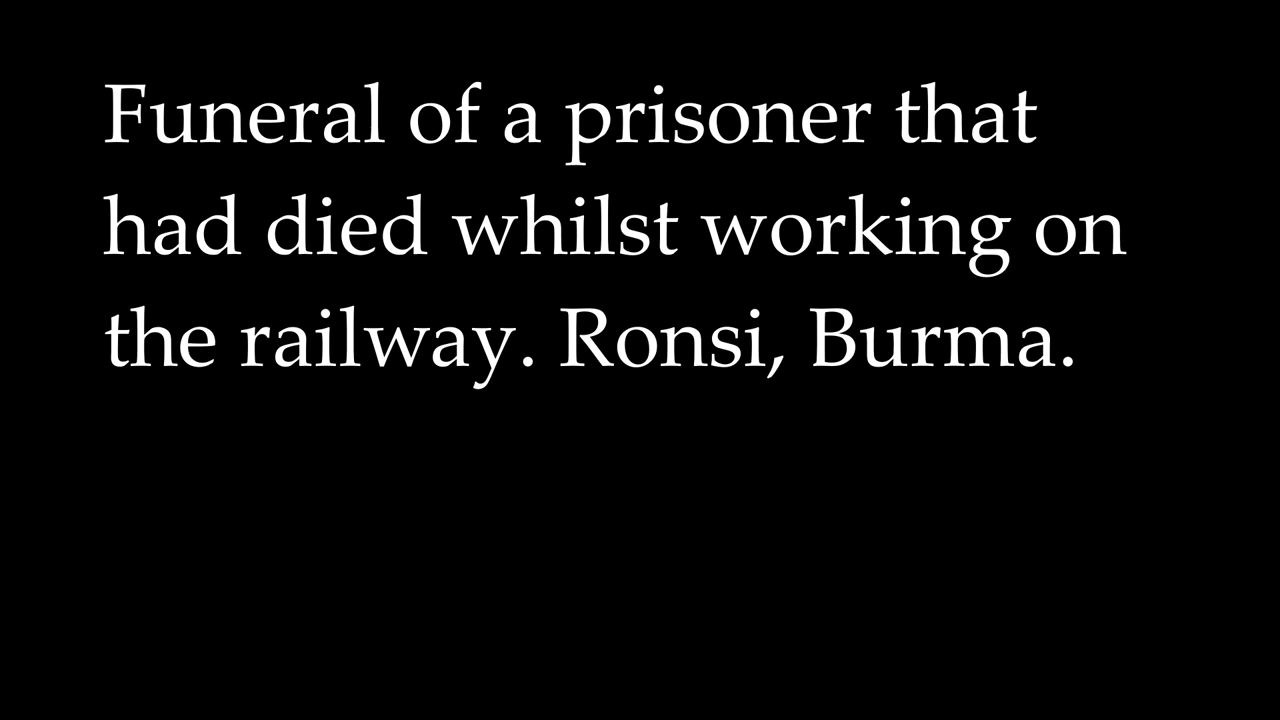 Funeral of a prisoner that
had died whilst working on
the railway. Ronsi, Burma.